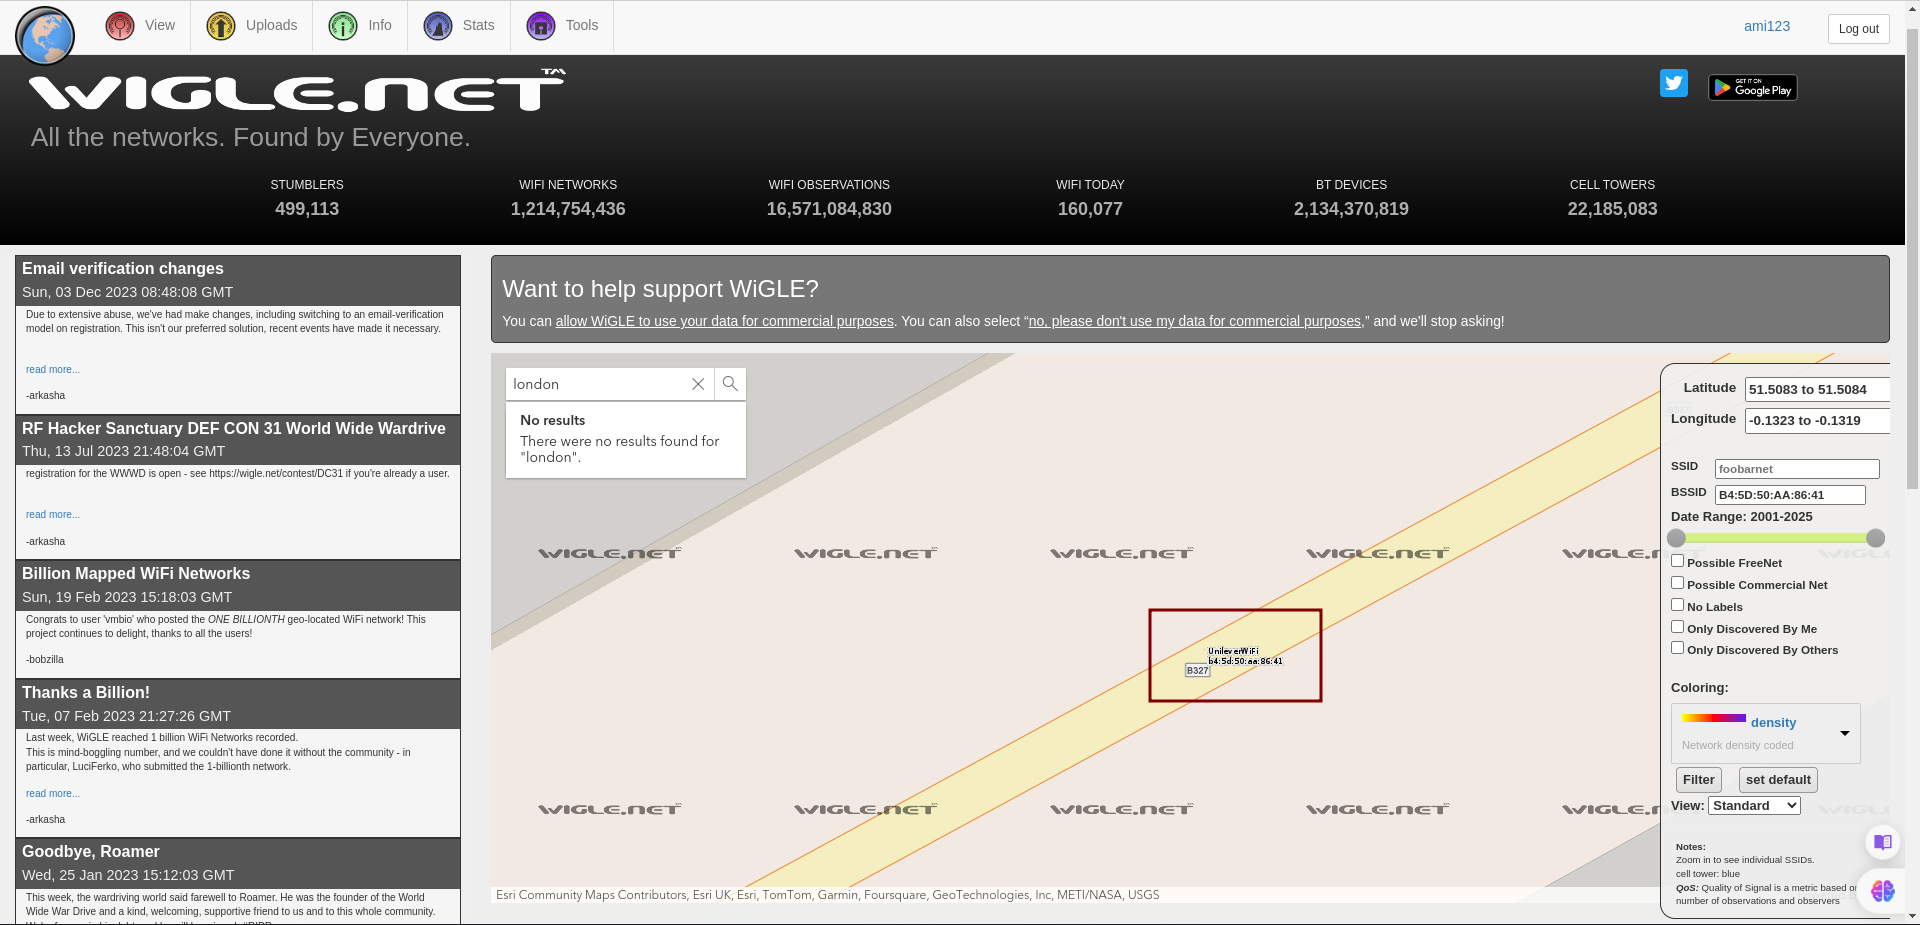 View
Uploads
Info
Stats
Tools
ami123
Log out
WIGLE.NET™
GET IT ON
Google Play
All the networks. Found by Everyone.
STUMBLERS
499,113
WIFI NETWORKS
1,214,754,436
WIFI OBSERVATIONS
16,571,084,830
WIFI TODAY
160,077
BT DEVICES
2,134,370,819
CELL TOWERS
22,185,083
Email verification changes
Sun, 03 Dec 2023 08:48:08 GMT
Due to extensive abuse, we've had make changes, including switching to an email-verification
model on registration. This isn't our preferred solution, recent events have made it necessary.
read more...
-arkasha
RF Hacker Sanctuary DEF CON 31 World Wide Wardrive
Thu, 13 Jul 2023 21:48:04 GMT
registration for the WWWD is open - see https://wigle.net/contest/DC31 if you're already a user.
read more...
-arkasha
Billion Mapped WiFi Networks
Sun, 19 Feb 2023 15:18:03 GMT
Congrats to user 'vmbio' who posted the ONE BILLIONTH geo-located WiFi network! This
project continues to delight, thanks to all the users!
-bobzilla
Thanks a Billion!
Tue, 07 Feb 2023 21:27:26 GMT
Last week, WiGLE reached 1 billion WiFi Networks recorded.
This is mind-boggling number, and we couldn't have done it without the community - in
particular, LuciFerko, who submitted the 1-billionth network.
read more...
-arkasha
Goodbye, Roamer
Wed, 25 Jan 2023 15:12:03 GMT
This week, the wardriving world said farewell to Roamer. He was the founder of the World
Wide War Drive and a kind, welcoming, supportive friend to us and to this whole community.
Want to help support WiGLE?
You can allow WiGLE to use your data for commercial purposes. You can also select “no, please don't use my data for commercial purposes,” and we'll stop asking!
london
No results
There were no results found for
"london".
WIGLE.NET WIGLE.NET WIGLE.NET WIGLE.NET WIGLE.NET WIGLE.NET
UnileverWiFi
b4:5d:50:aa:86:41
B327
WIGLE.NET WIGLE.NET WIGLE.NET WIGLE.NET WIGLE.NET WIGLE.NET
Esri Community Maps Contributors, Esri UK, Esri, TomTom, Garmin, Foursquare, GeoTechnologies, Inc, METI/NASA, USGS
Latitude 51.5083 to 51.5084
B327
Longitude -0.1323 to -0.1319
SSID foobarnet
BSSID B4:5D:50:AA:86:41
Date Range: 2001-2025
Possible FreeNet
Possible Commercial Net
No Labels
Only Discovered By Me
Only Discovered By Others
Coloring:
density
Network density coded
Filter set default
View: Standard
Notes:
Zoom in to see individual SSIDs.
cell tower: blue
QoS: Quality of Signal is a metric based on
number of observations and observers